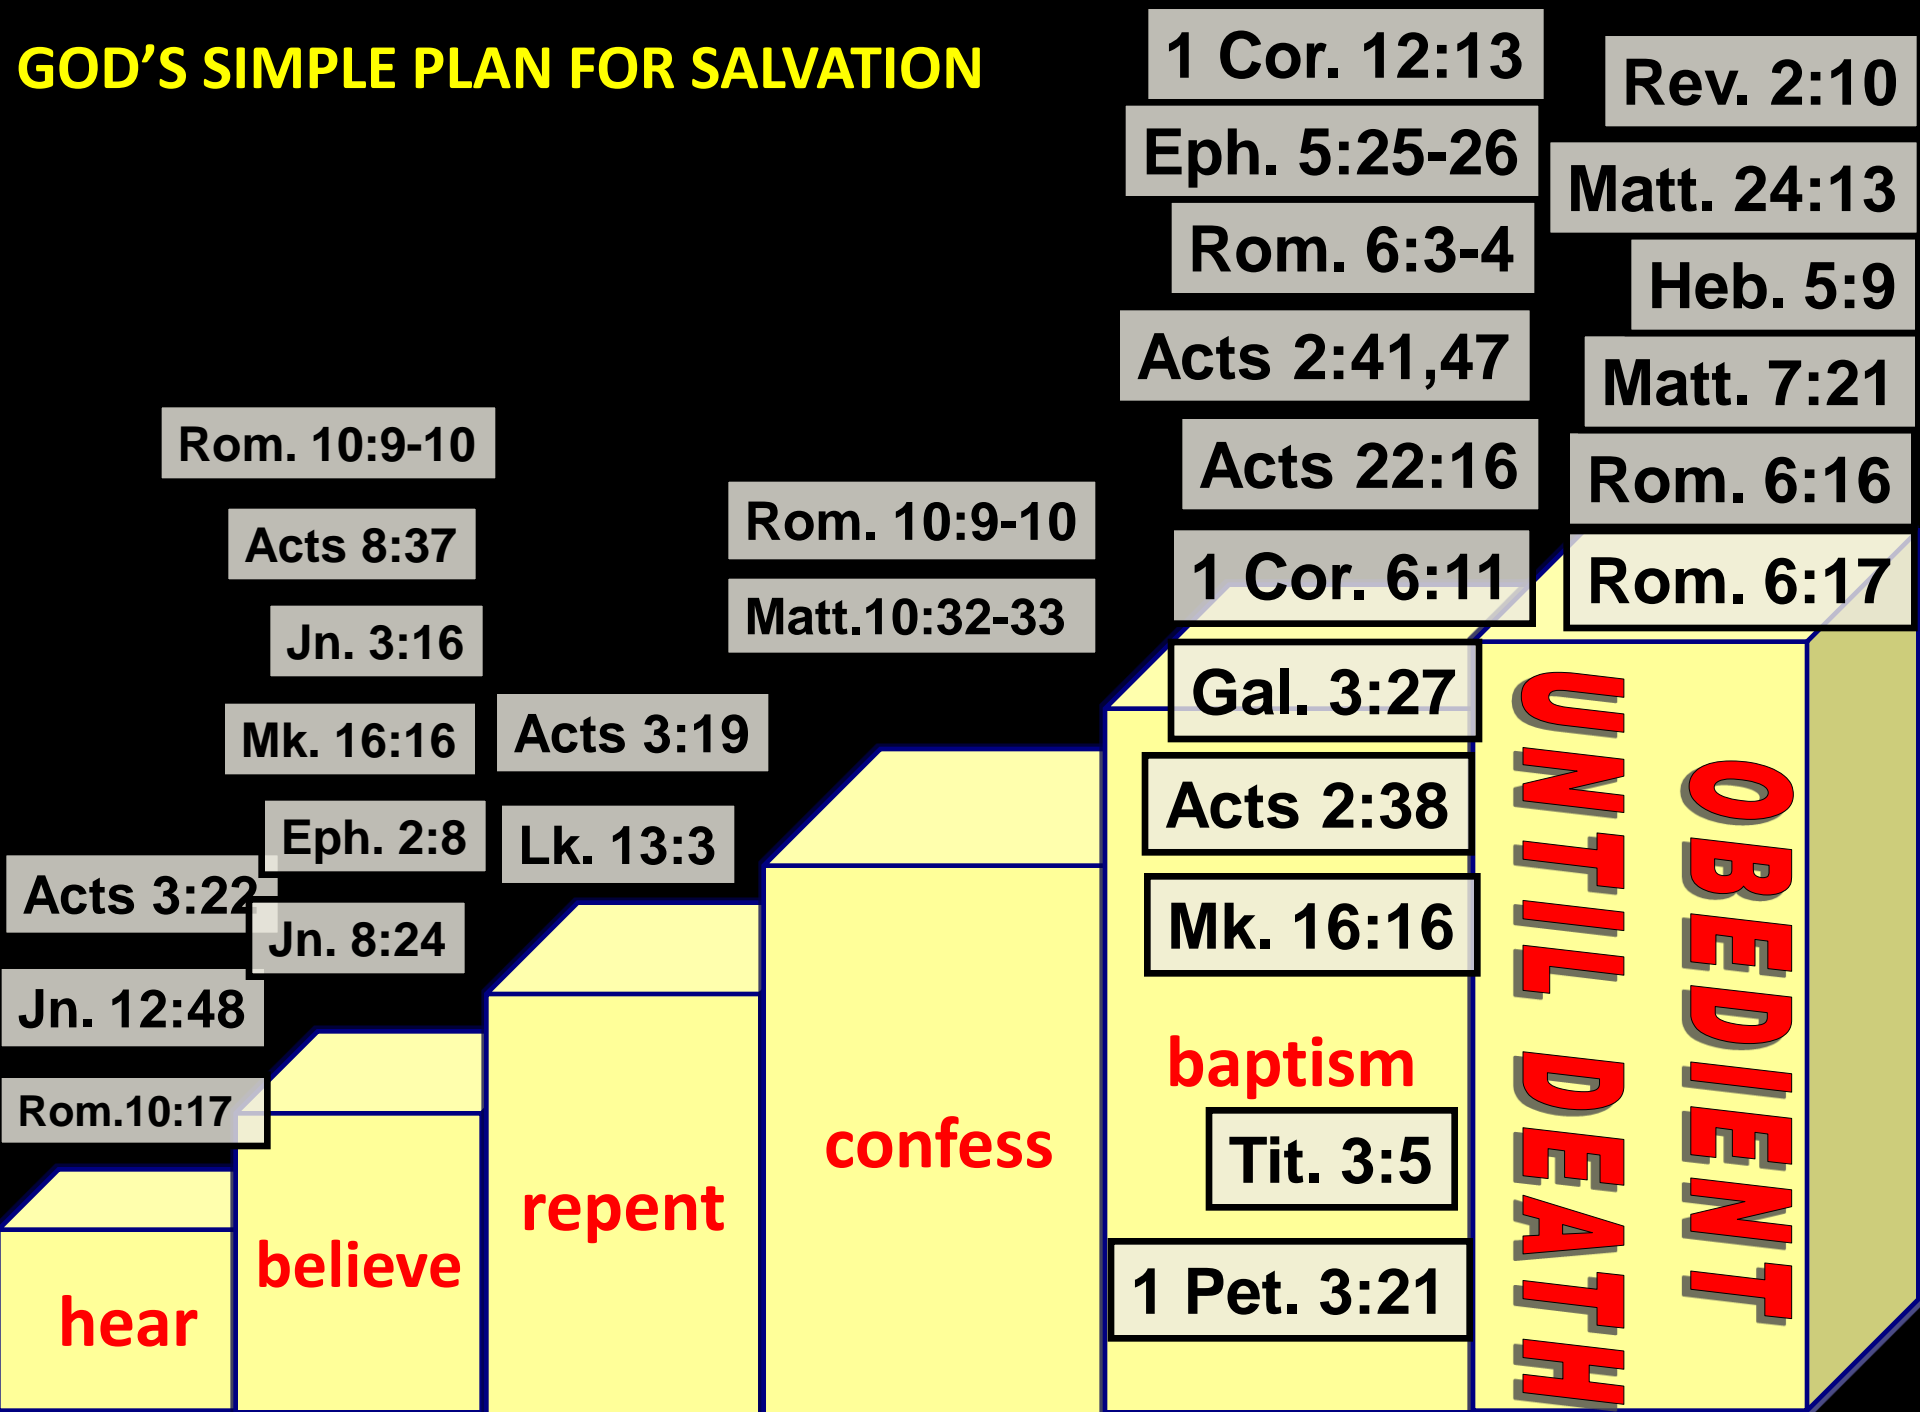 GOD'S SIMPLE PLAN FOR SALVATION
Acts 3:22
Jn. 12:48
Rom.10:17
hear
Rom. 10:9-10
Acts 8:37
Jn. 3:16
Mk. 16:16
Eph. 2:8
Jn. 8:24
believe
Acts 3:19
Lk. 13:3
repent
Rom. 10:9-10
Matt.10:32-33
confess
1 Cor. 12:13
Eph. 5:25-26
Rom. 6:3-4
Acts 2:41,47
Acts 22:16
1 Cor. 6:11
Gal. 3:27
Acts 2:38
Mk. 16:16
baptism
Tit. 3:5
1 Pet. 3:21
Rev. 2:10
Matt. 24:13
Heb. 5:9
Matt. 7:21
Rom. 6:16
Rom. 6:17
OBEDIENT
UNTIL DEATH